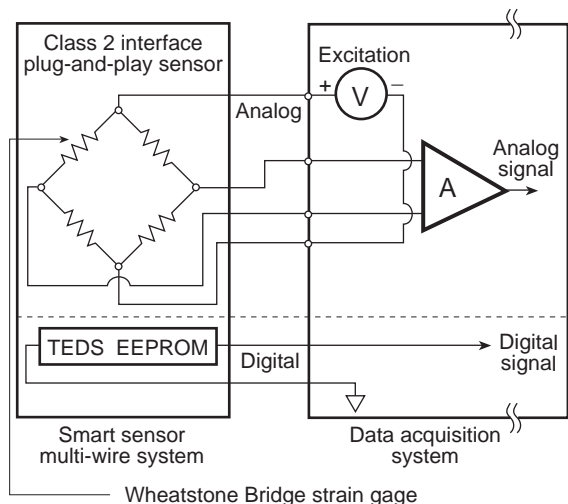 Class 2 interface
plug-and-play sensor
Excitation
+ V –
Analog
A
Analog
signal
TEDS EEPROM
Digital
Digital
signal
Smart sensor
multi-wire system
Data acquisition
system
Wheatstone Bridge strain gage